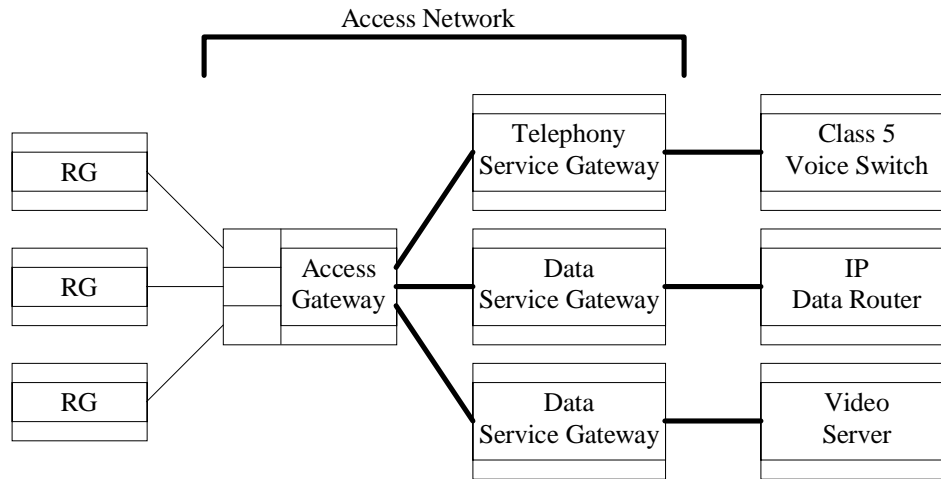 Access Network
RG
RG
RG
Access
Gateway
Telephony
Service Gateway
Data
Service Gateway
Data
Service Gateway
Class 5
Voice Switch
IP
Data Router
Video
Server